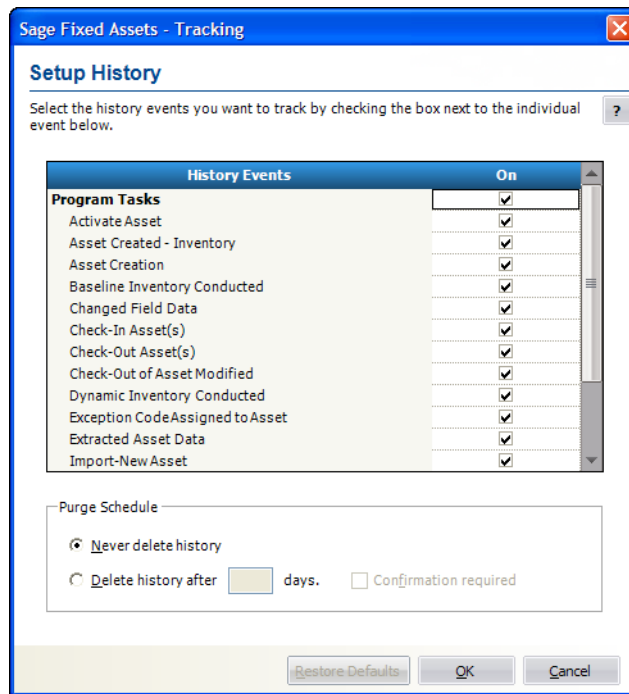 Sage Fixed Assets - Tracking
Setup History
Select the history events you want to track by checking the box next to the individual
event below.
?
History Events On
Program Tasks
Activate Asset
Asset Created - Inventory
Asset Creation
Baseline Inventory Conducted
Changed Field Data
Check-In Asset(s)
Check-Out Asset(s)
Check-Out of Asset Modified
Dynamic Inventory Conducted
Exception Code Assigned to Asset
Extracted Asset Data
Import-New Asset
Purge Schedule
Never delete history
Delete history after days. Confirmation required
Restore Defaults OK Cancel